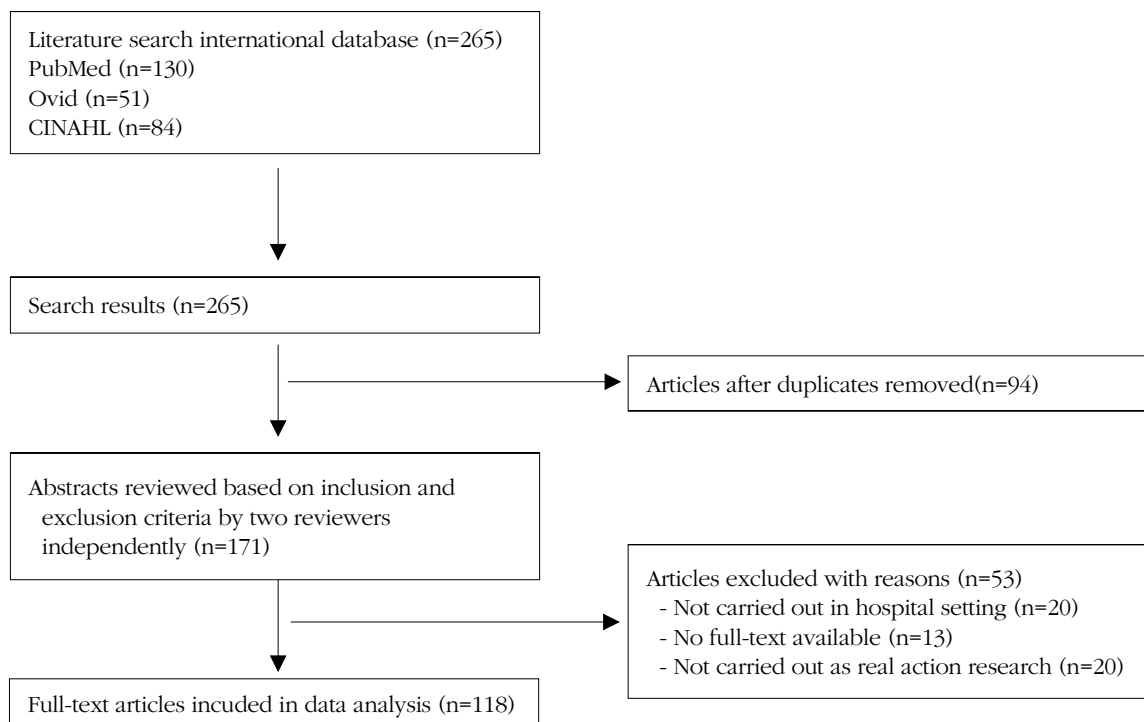 Literature search international database (n=265)
PubMed (n=130)
Ovid (n=51)
CINAHL (n=84)
Search results (n=265)
Articles after duplicates removed(n=94)
Abstracts reviewed based on inclusion and
exclusion criteria by two reviewers
independently (n=171)
Articles excluded with reasons (n=53)
- Not carried out in hospital setting (n=20)
- No full-text available (n=13)
- Not carried out as real action research (n=20)
Full-text articles incuded in data analysis (n=118)